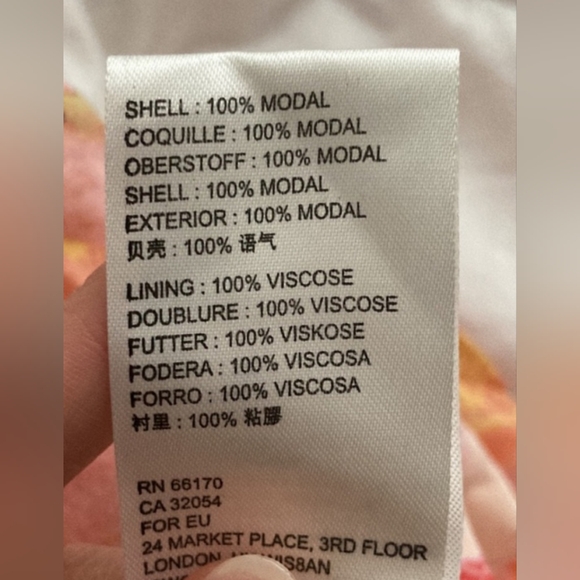 SHELL : 100% MODAL
COQUILLE : 100% MODAL
OBERSTOFF : 100% MODAL
SHELL : 100% MODAL
EXTERIOR : 100% MODAL
贝壳 : 100% 语气
LINING : 100% VISCOSE
DOUBLURE : 100% VISCOSE
FUTTER : 100% VISKOSE
FODERA : 100% VISCOSA
FORRO : 100% VISCOSA
衬里 : 100% 粘膠
RN 66170
CA 32054
FOR EU
24 MARKET PLACE, 3RD FLOOR
LONDON